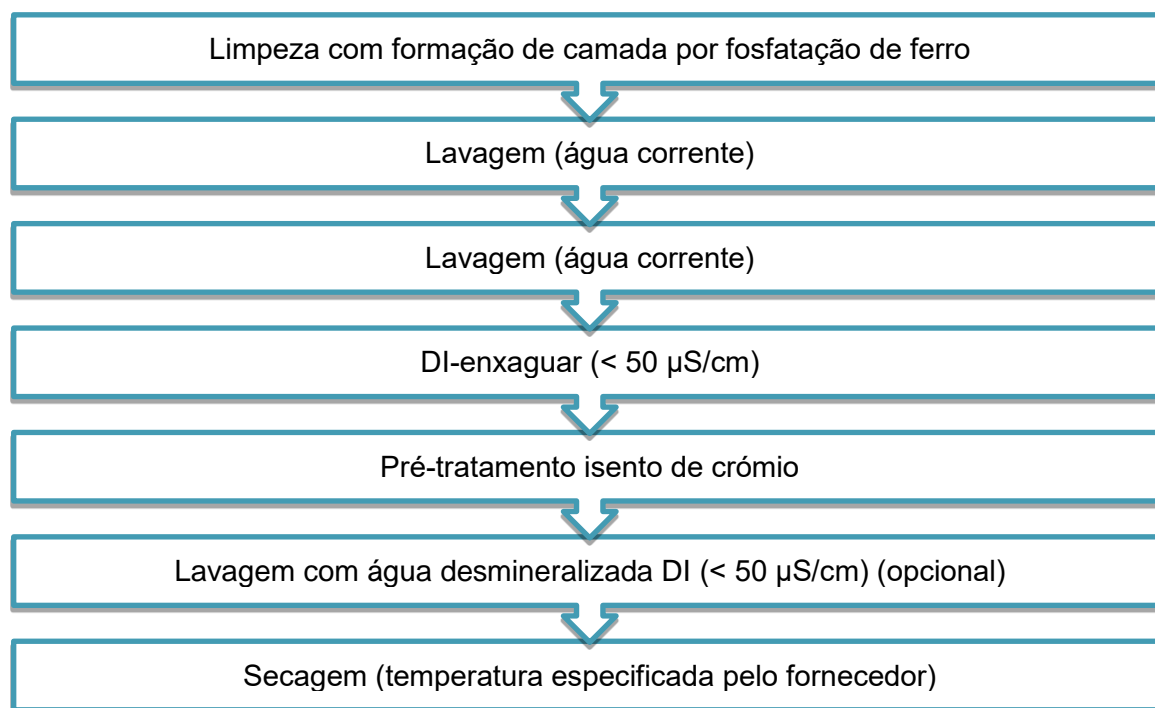 Limpeza com formação de camada por fosfatação de ferro
Lavagem (água corrente)
Lavagem (água corrente)
DI-enxaguar (< 50 µS/cm)
Pré-tratamento isento de crómio
Lavagem com água desmineralizada DI (< 50 µS/cm) (opcional)
Secagem (temperatura especificada pelo fornecedor)